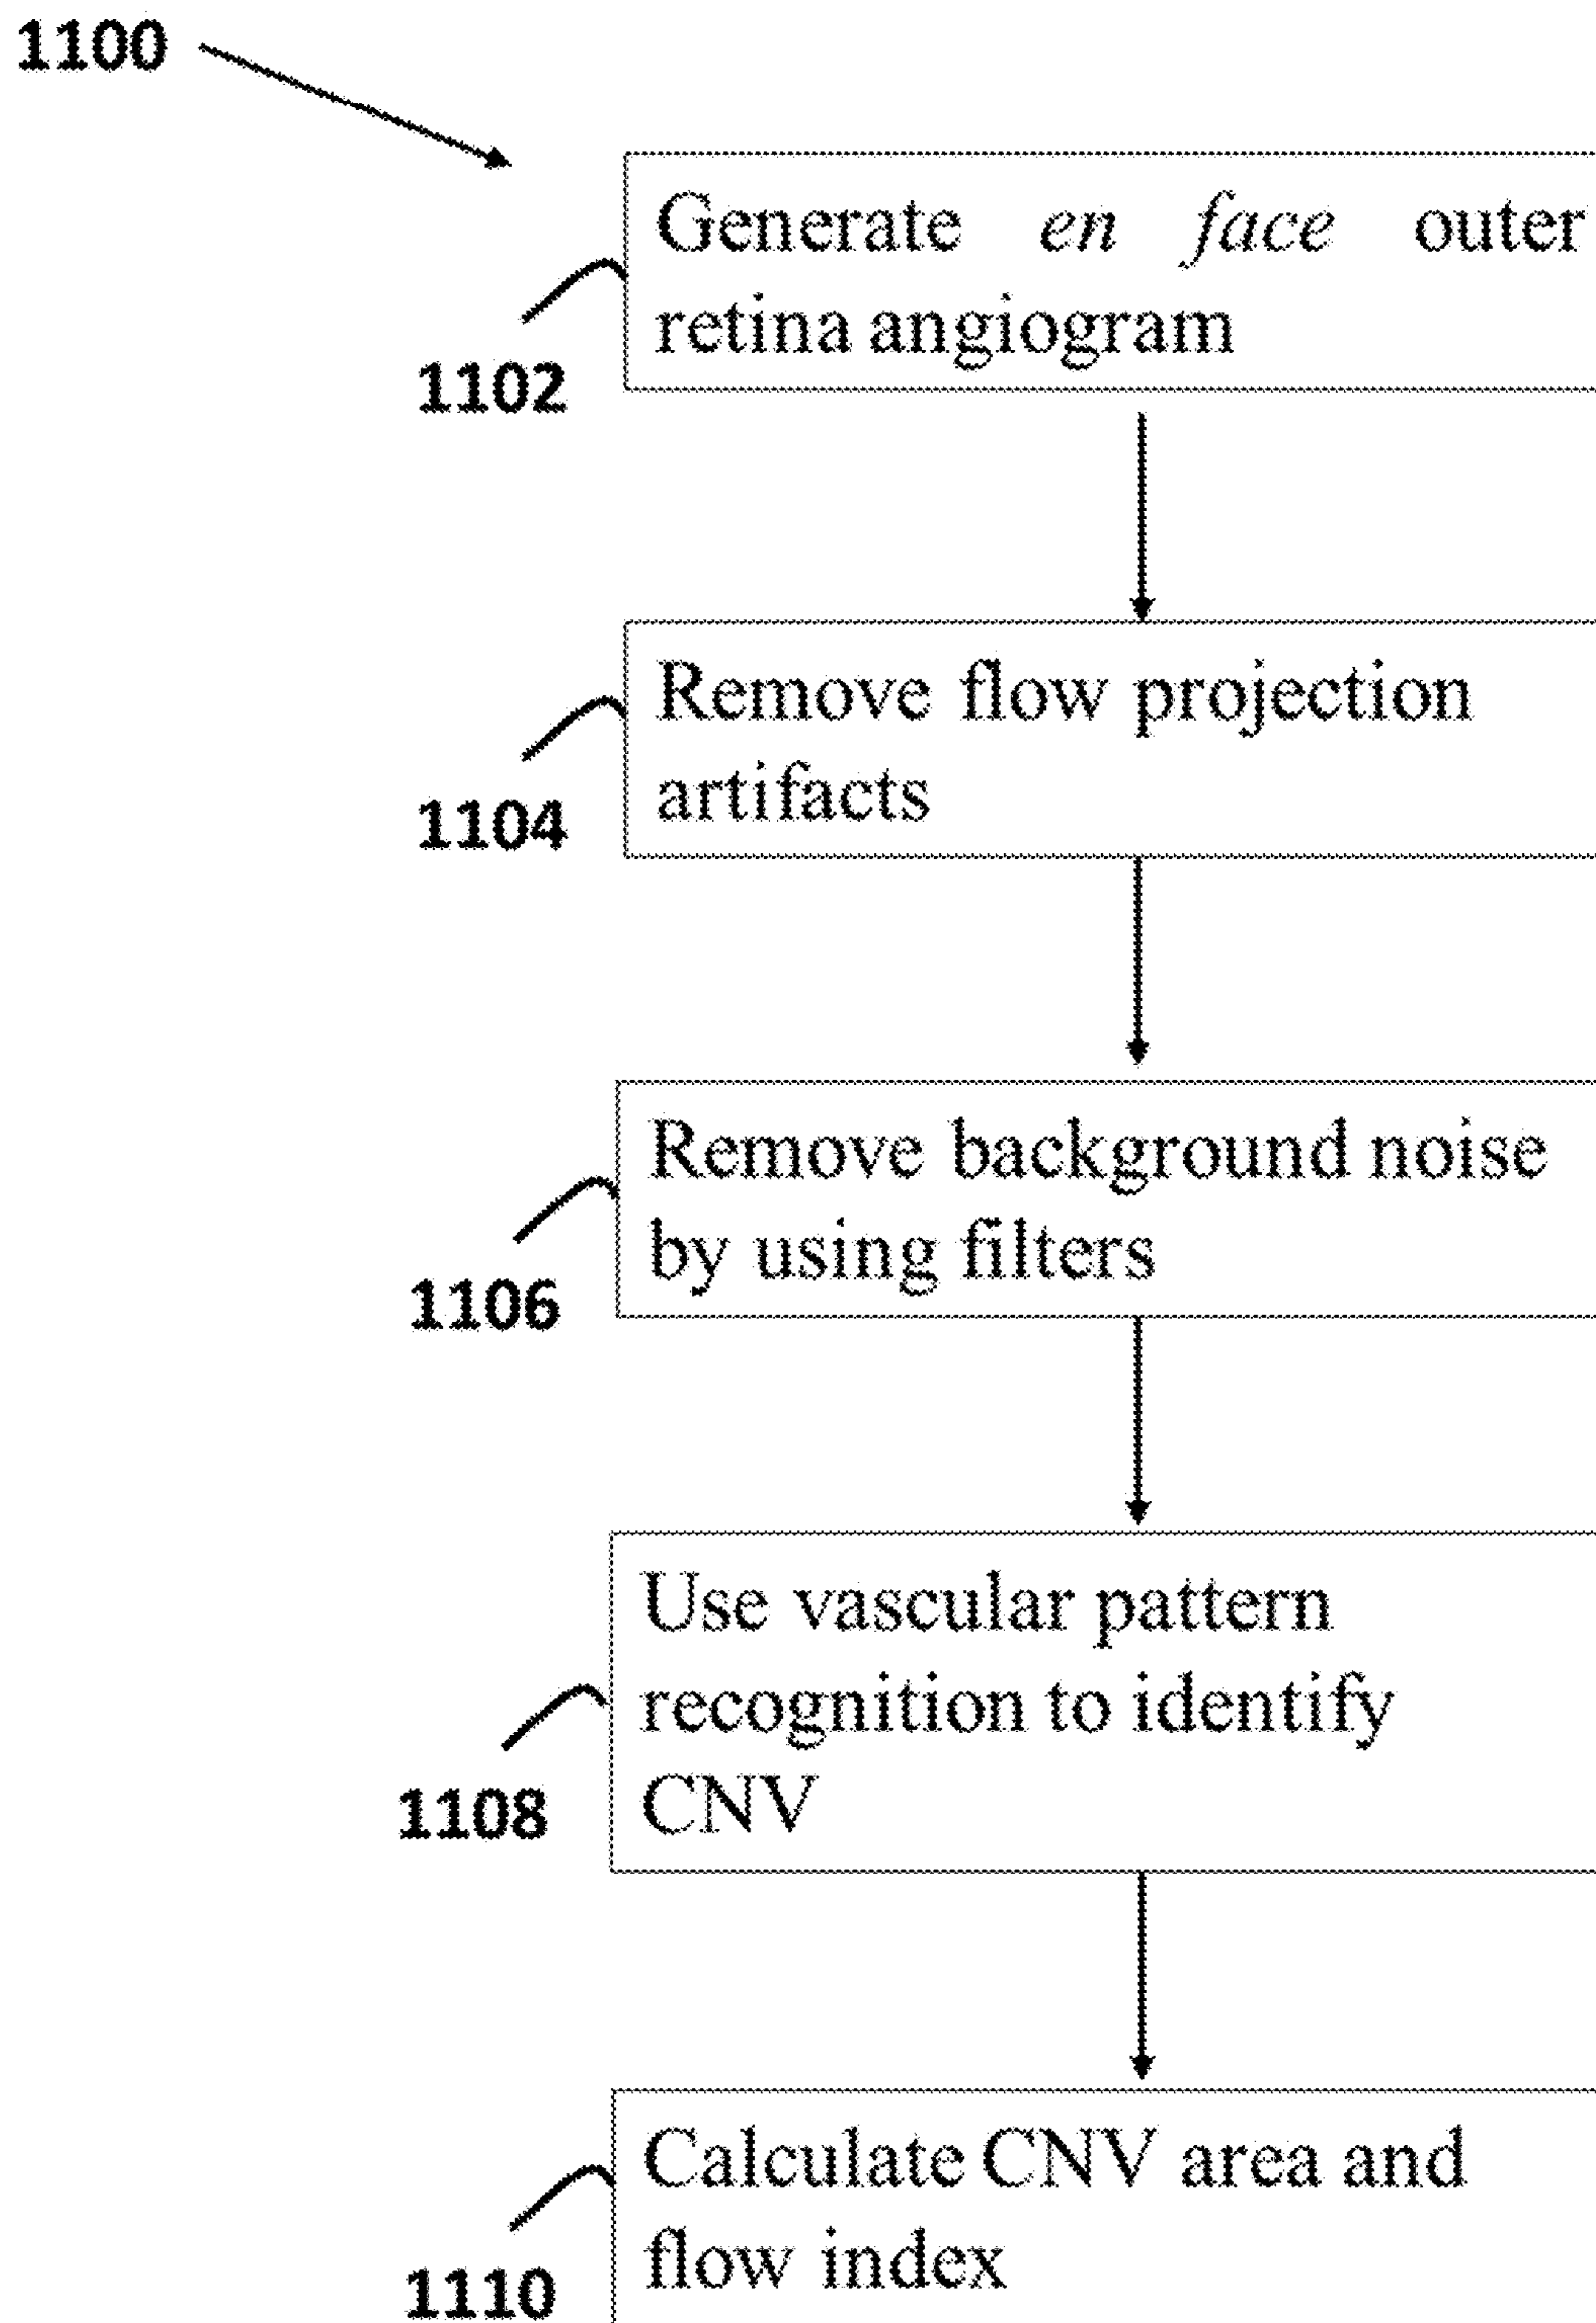 1100
Generate en face outer
retina angiogram
1102
Remove flow projection
artifacts
1104
Remove background noise
by using filters
1106
Use vascular pattern
recognition to identify
CNV
1108
Calculate CNV area and
flow index
1110